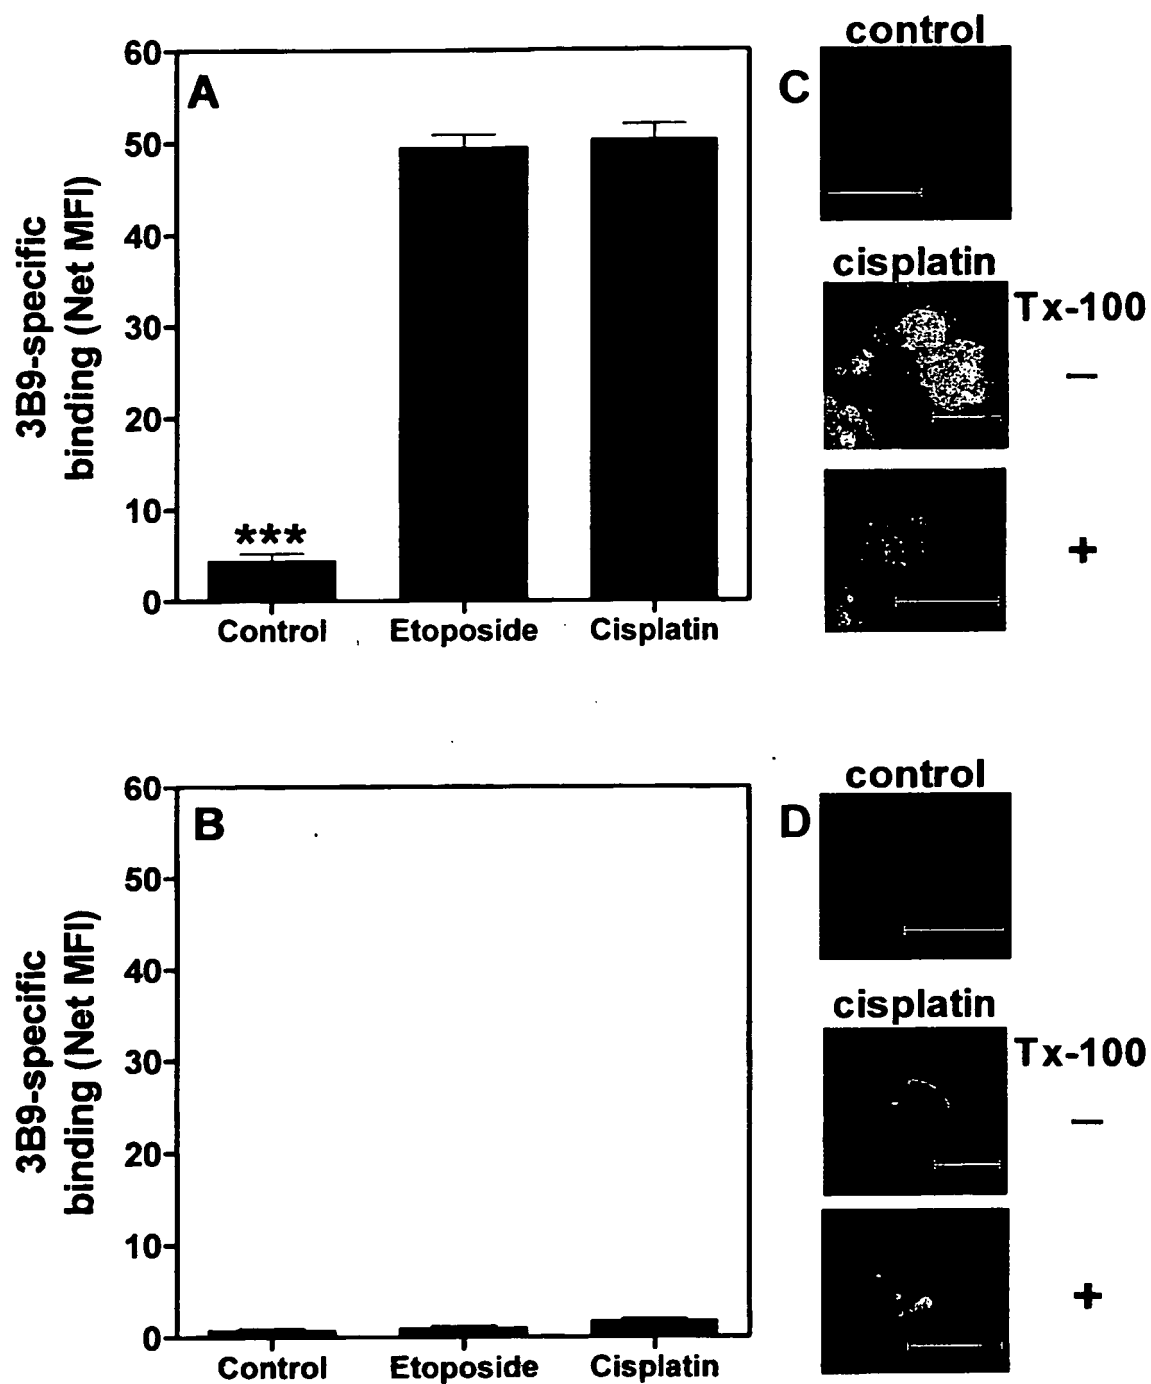 A
60
50
40
30
20
10
0
3B9-specific
binding (Net MFI)
***
Control Etoposide Cisplatin
C
control
cisplatin
Tx-100
−
+
B
60
50
40
30
20
10
0
3B9-specific
binding (Net MFI)
Control Etoposide Cisplatin
D
control
cisplatin
Tx-100
−
+